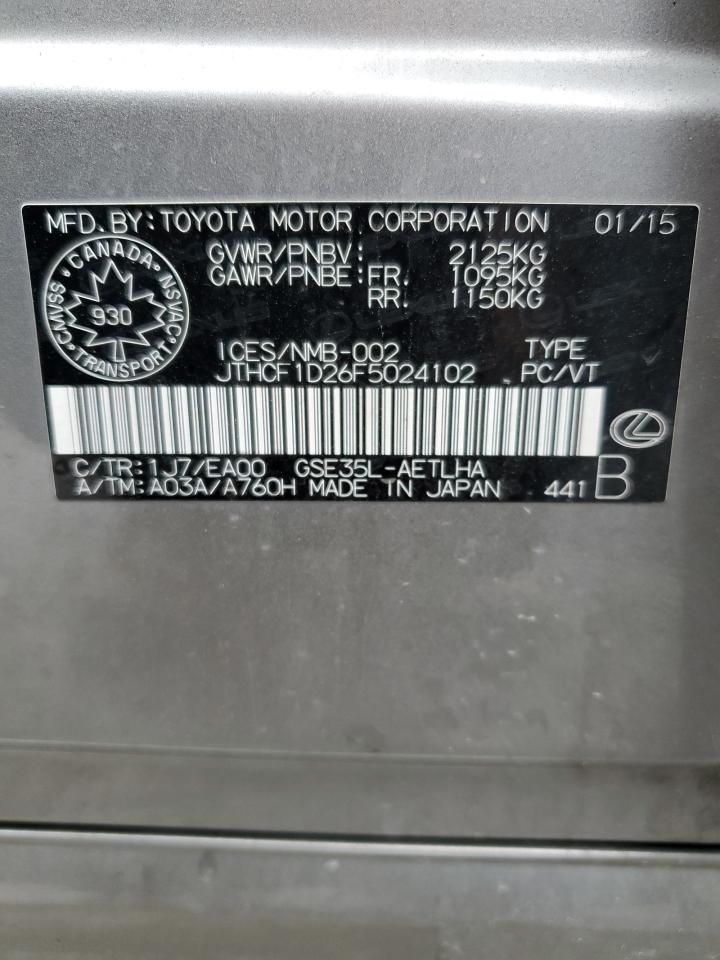 MFD.BY:TOYOTA MOTOR CORPORATION 01/15
GVWR/PNBV: 2125KG
GAWR/PNBE:FR. 1095KG
RR. 1150KG
CANADA
CMVSS NSVAC
930
TRANSPORT
ICES/NMB-002 TYPE
JTHCF1D26F5024102 PC/VT
C/TR:1J7/EA00 GSE35L-AETLHA
A/TM:A03A/A760H MADE IN JAPAN 441 B